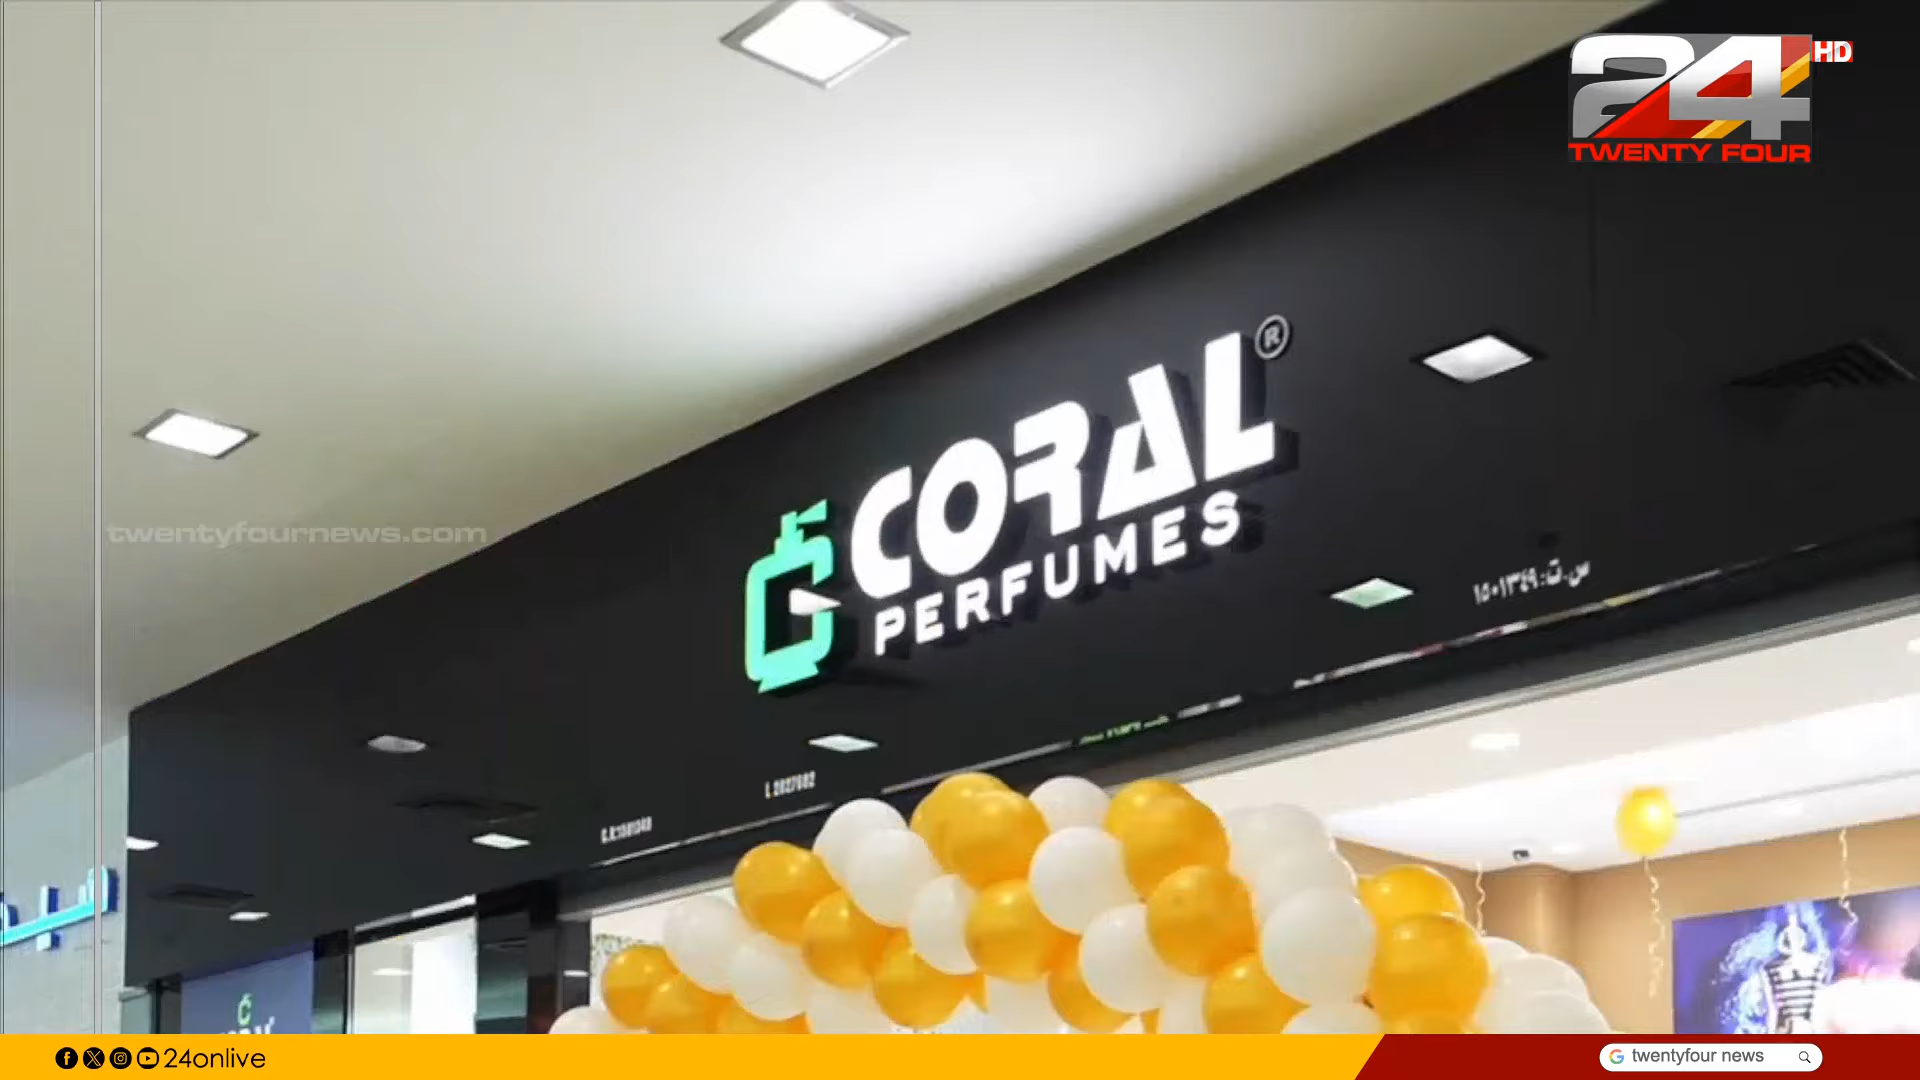 24 HD
TWENTY FOUR
CORAL®
PERFUMES
twentyfournews.com
س.ت: ١٥٠١٣٤٩
24onlive
twentyfour news